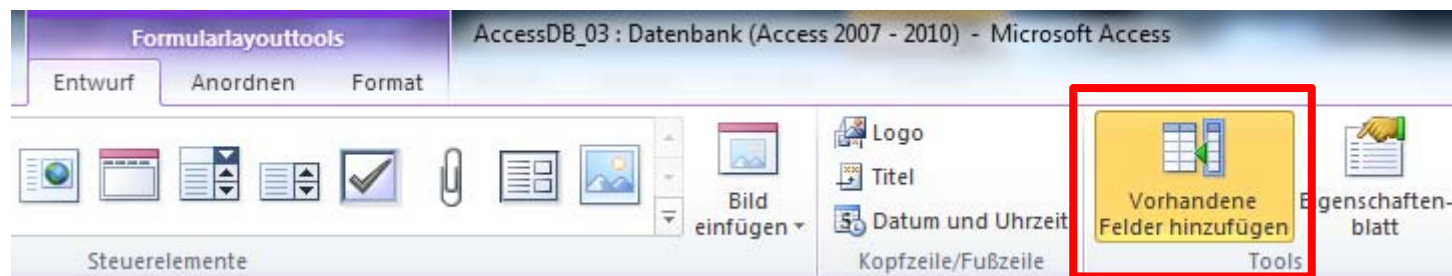 Formularlayouttools
AccessDB_03 : Datenbank (Access 2007 - 2010) - Microsoft Access
Entwurf Anordnen Format
Logo
Titel
Datum und Uhrzeit
Bild
einfügen
Vorhandene
Felder hinzufügen
Eigenschaften-
blatt
Steuerelemente
Kopfzeile/Fußzeile
Tools